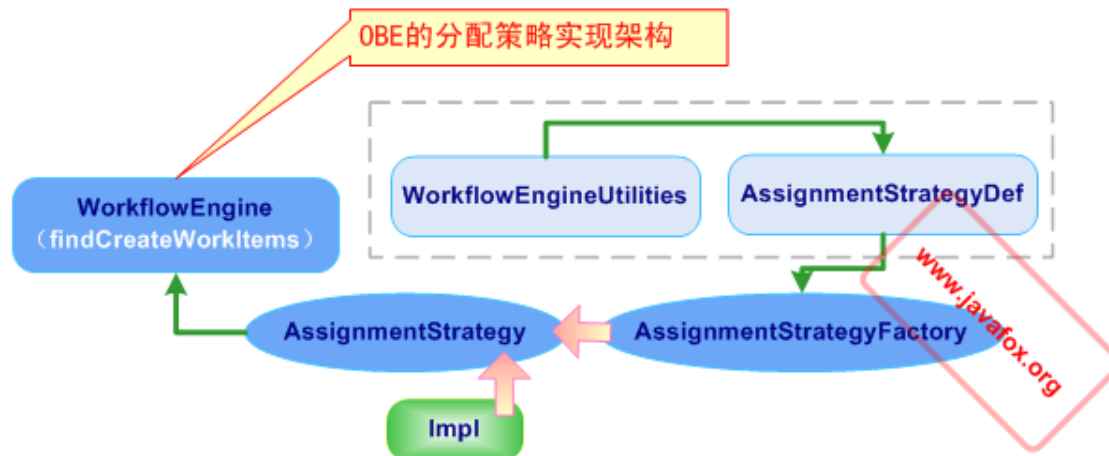 OBE的分配策略实现架构
WorkflowEngineUtilities
AssignmentStrategyDef
WorkflowEngine
（findCreateWorkItems）
AssignmentStrategy
AssignmentStrategyFactory
Impl
www.javafox.org